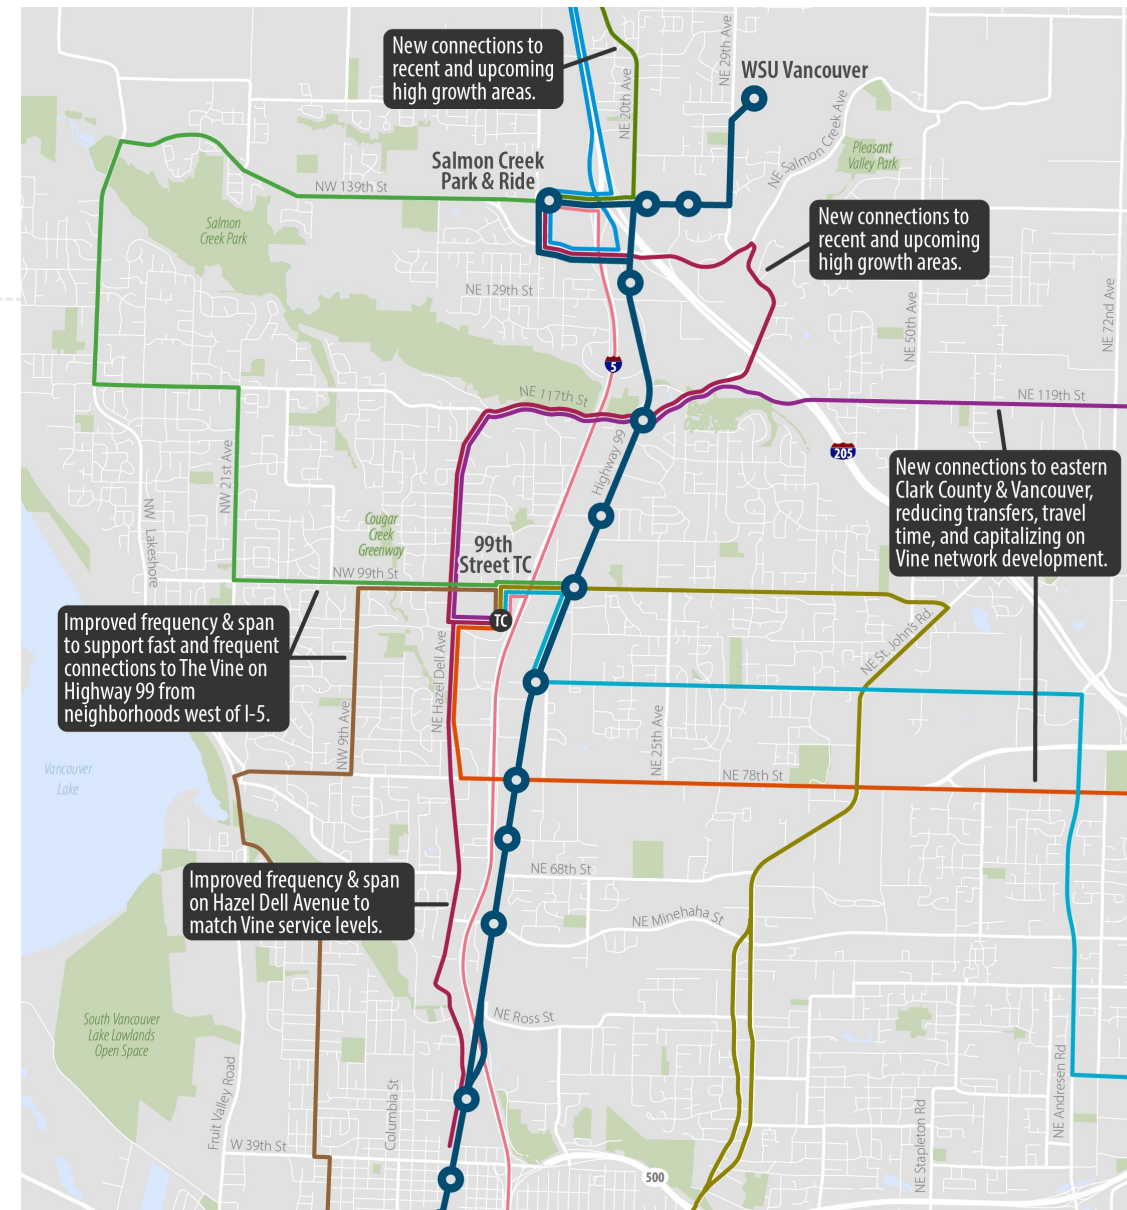 New connections to
recent and upcoming
high growth areas.
NE 29th Ave
WSU Vancouver
NE 20th Ave
NE Salmon Creek Ave
Pleasant
Valley Park
Salmon Creek
Park & Ride
NW 139th St
Salmon
Creek Park
New connections to
recent and upcoming
high growth areas.
NE 129th St
NE 50th Ave
NE 72nd Ave
5
NE 117th St
NE 119th St
Open Space
Highway 99
205
NW 21st Ave
NW Lakeshore
Cougar
Creek
Greenway
99th
Street TC
New connections to eastern
Clark County & Vancouver,
reducing transfers, travel
time, and capitalizing on
Vine network development.
NW 99th St
TC
Improved frequency & span
to support fast and frequent
connections to The Vine on
Highway 99 from
neighborhoods west of I-5.
NE St. John's Rd.
NE Hazel Dell Ave
NW 9th Ave
NE 25th Ave
Vancouver
Lake
NE 78th St
NE 68th St
Improved frequency & span
on Hazel Dell Avenue to
match Vine service levels.
NE Minehaha St
South Vancouver
Lake Lowlands
Open Space
NE Ross St
Fruit Valley Road
Columbia St
NE Andresen Rd
NE Stapleton Rd
W 39th St
500